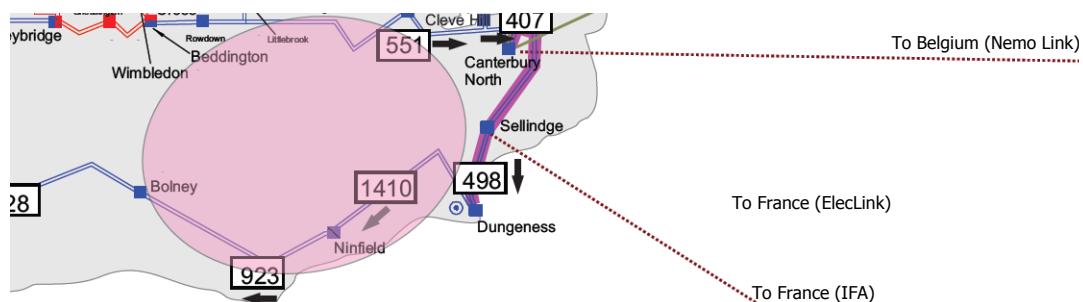 Cleve Hill
407
eybridge
Rowdown
Littlebrook
551
Beddington
Wimbledon
Canterbury
North
To Belgium (Nemo Link)
Sellindge
Bolney
1410
498
28
To France (ElecLink)
Dungeness
Ninfield
923
To France (IFA)